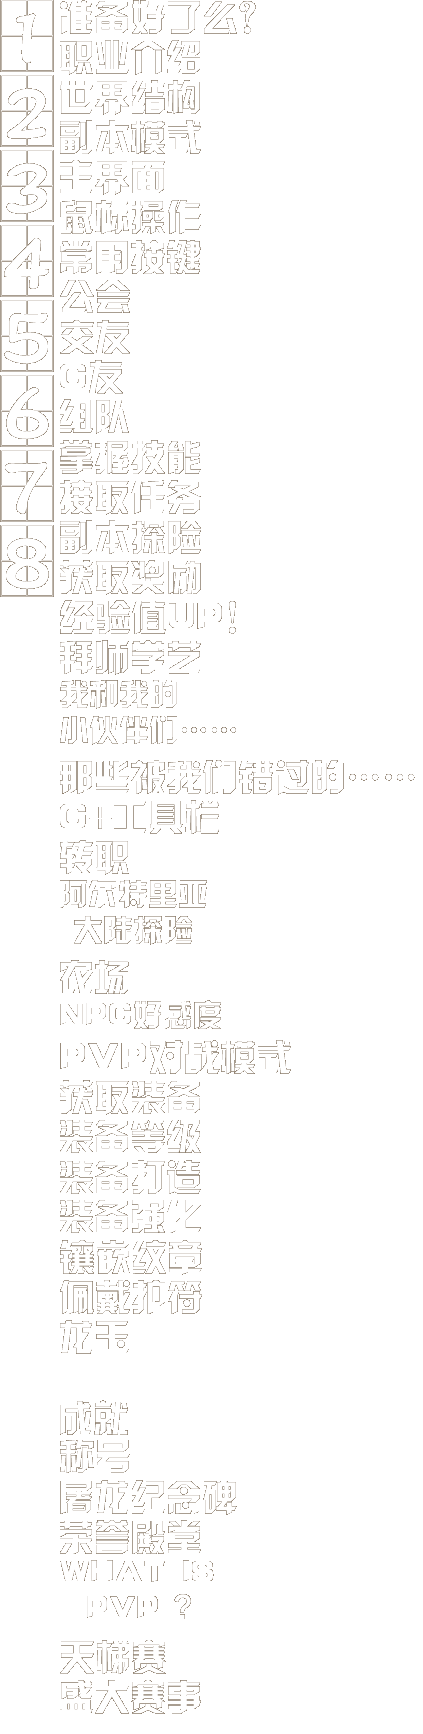 1 准备好了么?
职业介绍
2 世界结构
副本模式
3 主界面
鼠标操作
4 常用按键
公会
5 交友
G友
6 组队
7 掌握技能
接取任务
8 副本探险
获取奖励
经验值UP!
拜师学艺
我和我的
小伙伴们……
那些被我们错过的……
G+工具栏
转职
阿尔特里亚
大陆探险
农场
NPC好感度
PVP对战模式
获取装备
装备等级
装备打造
装备强化
镶嵌纹章
佩戴护符
龙玉
成就
称号
屠龙纪念碑
荣誉殿堂
WHAT IS
PVP ?
天梯赛
盛大赛事